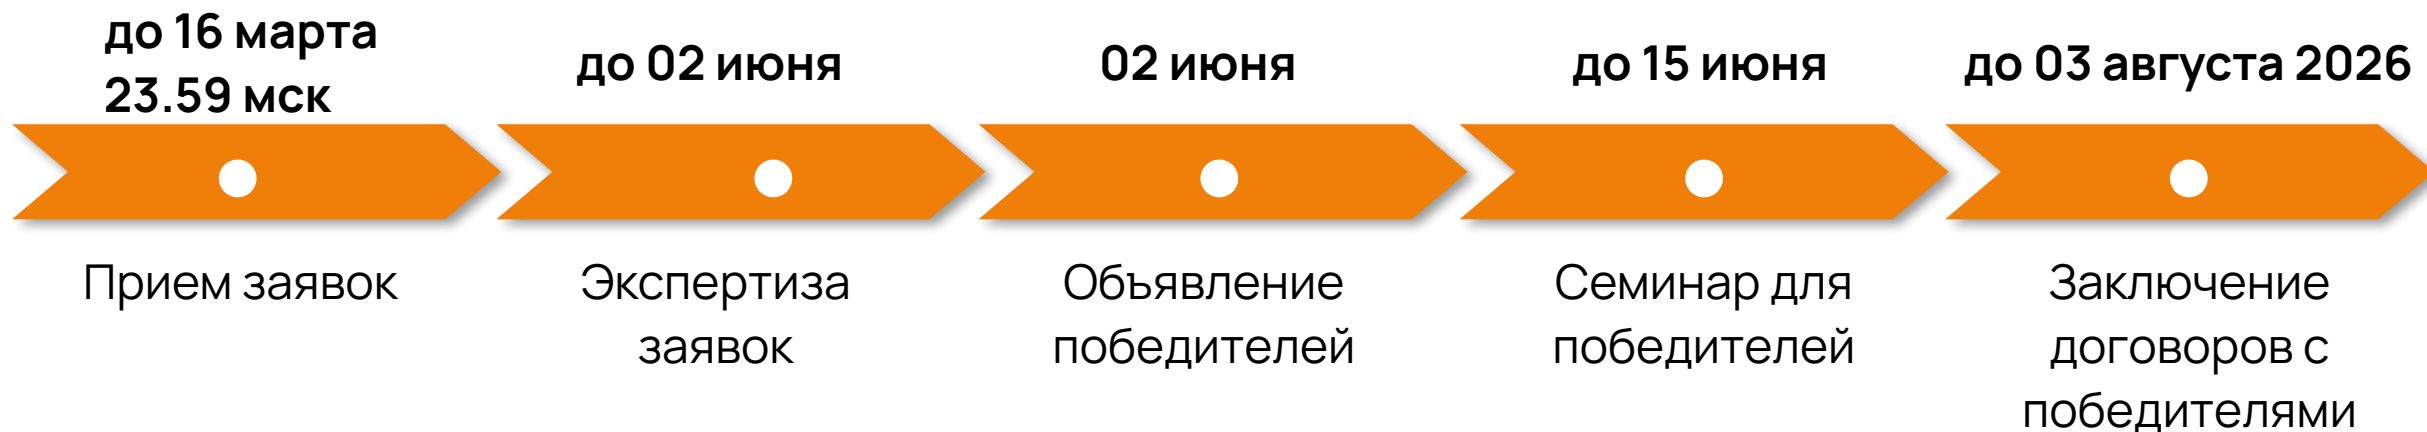 до 16 марта
23.59 мск
до 02 июня
02 июня
до 15 июня
до 03 августа 2026
Прием заявок
Экспертиза
заявок
Объявление
победителей
Семинар для
победителей
Заключение
договоров с
победителями